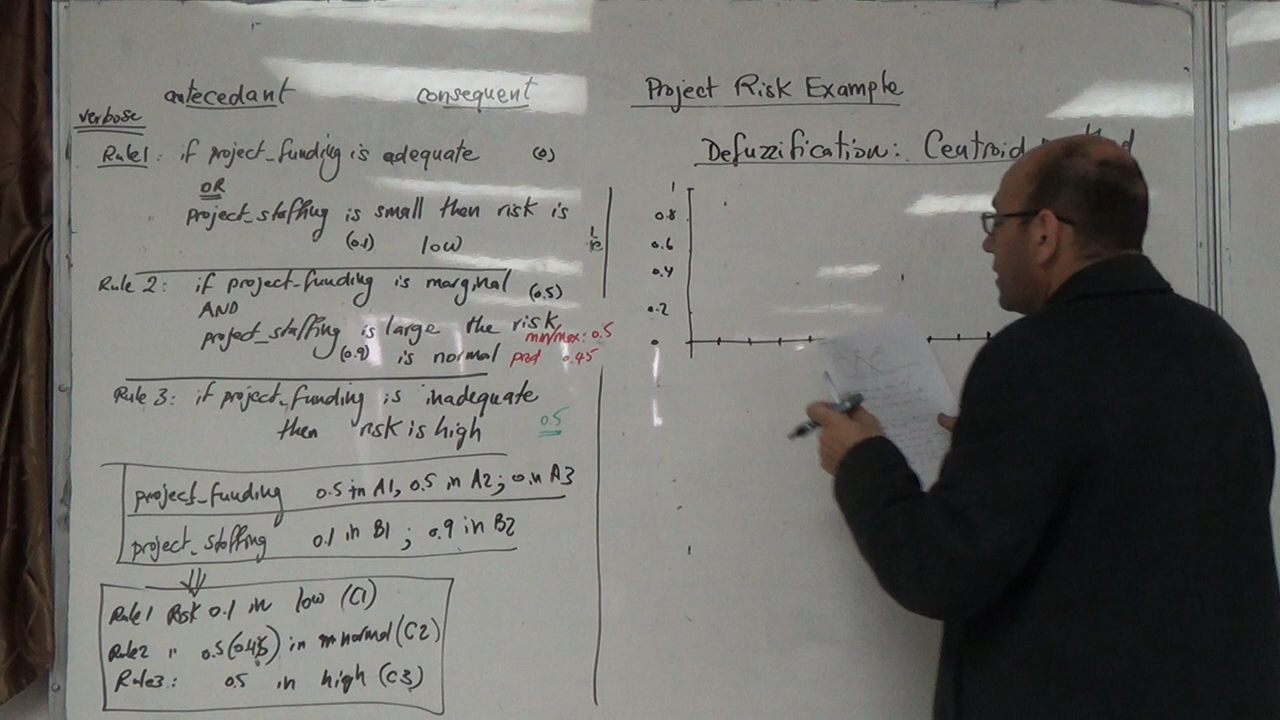 antecedant consequent
verbose
Rule1: if project_funding is adequate (0)
OR
project_staffing is small then risk is
(0.1) low
Rule 2: if project_funding is marginal (0.5)
AND
project_staffing is large the risk
(0.9) is normal
min/max: 0.5
prod 0.45
Rule 3: if project_funding is inadequate
then risk is high 0.5
project_funding 0.5 in A1, 0.5 in A2; 0 in A3
project_staffing 0.1 in B1; 0.9 in B2
Rule1 Risk 0.1 in low (C1)
Rule2 " 0.5(0.45) in normal (C2)
Rule3: 0.5 in high (C3)
Project Risk Example
Defuzzification: Centroid
1
0.8
0.6
0.4
0.2
0